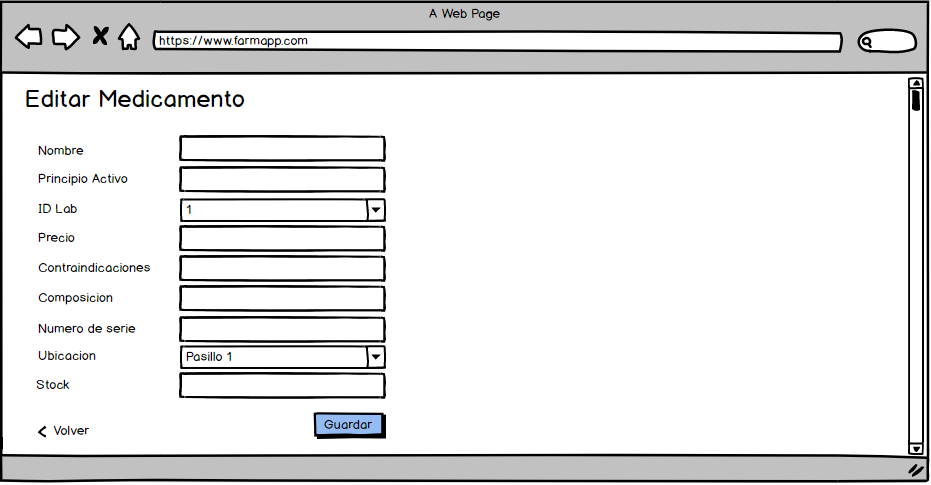 A Web Page
https://www.farmapp.com
Editar Medicamento
Nombre
Principio Activo
ID Lab
1
Precio
Contraindicaciones
Composicion
Numero de serie
Ubicacion
Pasillo 1
Stock
Volver
Guardar